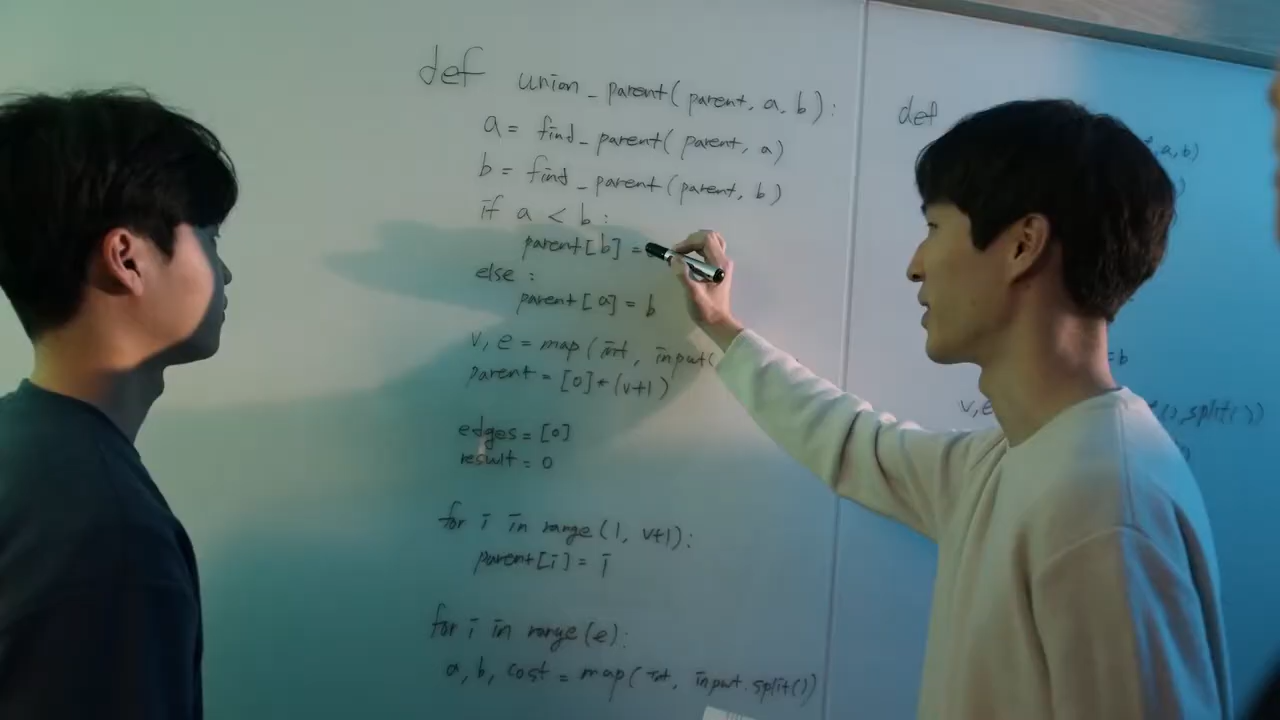 def union_parent(parent, a, b):
a = find_parent(parent, a)
b = find_parent(parent, b)
if a < b:
parent[b] =
else :
parent[a] = b
v, e = map(int, input(
parent = [0]*(v+1)
edges = [0]
result = 0
for i in range(1, v+1):
parent[i] = i
for i in range(e):
a, b, cost = map(int, input.split())
def
,a,b)
)
=b
v,e
(),split())